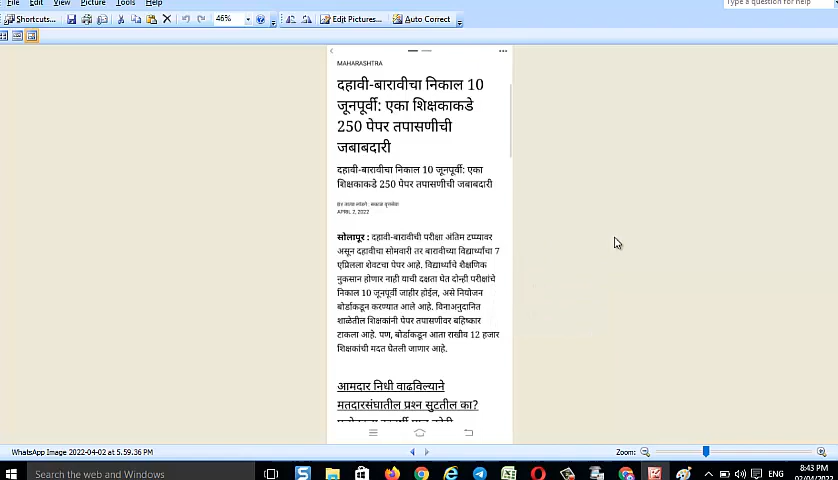 File Edit View Picture Tools Help
Type a question for help
Shortcuts... 46% Edit Pictures... Auto Correct
MAHARASHTRA
दहावी-बारावीचा निकाल 10
जूनपूर्वी: एका शिक्षकाकडे
250 पेपर तपासणीची
जबाबदारी
दहावी-बारावीचा निकाल 10 जूनपूर्वी: एका
शिक्षकाकडे 250 पेपर तपासणीची जबाबदारी
APRIL 2, 2022
सोलापूर : दहावी-बारावीची परीक्षा अंतिम टप्प्यावर
असून दहावीचा सोमवारी तर बारावीच्या विद्यार्थ्यांचा 7
एप्रिलला शेवटचा पेपर आहे. विद्यार्थ्यांचे शैक्षणिक
नुकसान होणार नाही याची दक्षता घेत दोन्ही परीक्षांचे
निकाल 10 जूनपूर्वी जाहीर होईल, असे नियोजन
बोर्डाकडून करण्यात आले आहे. विनाअनुदानित
शाळेतील शिक्षकांनी पेपर तपासणीवर बहिष्कार
टाकला आहे. पण, बोर्डाकडून आता राखीव 12 हजार
शिक्षकांची मदत घेतली जाणार आहे.
आमदार निधी वाढविल्याने
मतदारसंघातील प्रश्न सुटतील का?
WhatsApp Image 2022-04-02 at 5.59.36 PM
Zoom:
Search the web and Windows
ENG
8:43 PM